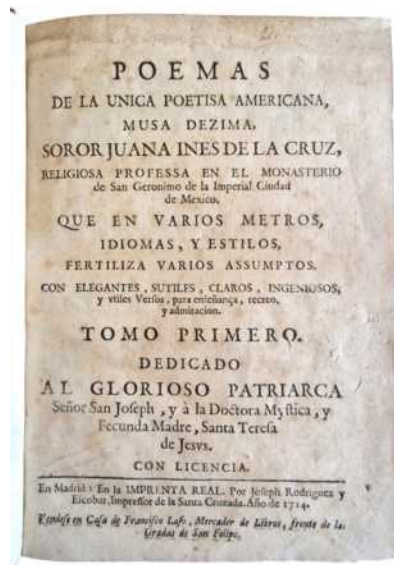 POEMAS
DE LA UNICA POETISA AMERICANA,
MUSA DEZIMA,
SOROR JUANA INES DE LA CRUZ,
RELIGIOSA PROFESSA EN EL MONASTERIO
de San Geronimo de la Imperial Ciudad
de Mexico,
QUE EN VARIOS METROS,
IDIOMAS, Y ESTILOS,
FERTILIZA VARIOS ASSUMPTOS.
CON ELEGANTES, SUTILES, CLAROS, INGENIOSOS,
y vtiles Versos, para enseñança, recreo,
y admiracion.
TOMO PRIMERO.
DEDICADO
AL GLORIOSO PATRIARCA
Señor San Joseph, y à la Doctora Mystica, y
Fecunda Madre, Santa Teresa
de Jesvs.
CON LICENCIA.
En Madrid: En la IMPRENTA REAL. Por Joseph Rodriguez y
Escobar, Impressor de la Santa Cruzada. Año de 1714.
Vendese en Casa de Francisco Laso, Mercader de Libros, frente de las
Gradas de San Felipe.